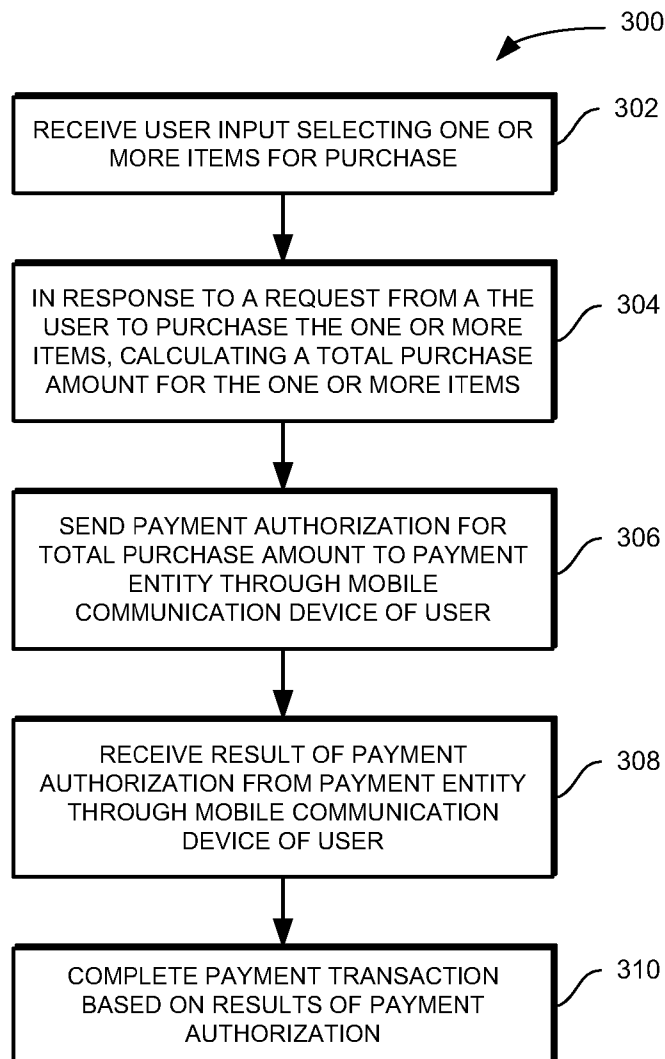 300
RECEIVE USER INPUT SELECTING ONE OR
MORE ITEMS FOR PURCHASE
302
IN RESPONSE TO A REQUEST FROM A THE
USER TO PURCHASE THE ONE OR MORE
ITEMS, CALCULATING A TOTAL PURCHASE
AMOUNT FOR THE ONE OR MORE ITEMS
304
SEND PAYMENT AUTHORIZATION FOR
TOTAL PURCHASE AMOUNT TO PAYMENT
ENTITY THROUGH MOBILE
COMMUNICATION DEVICE OF USER
306
RECEIVE RESULT OF PAYMENT
AUTHORIZATION FROM PAYMENT ENTITY
THROUGH MOBILE COMMUNICATION
DEVICE OF USER
308
COMPLETE PAYMENT TRANSACTION
BASED ON RESULTS OF PAYMENT
AUTHORIZATION
310